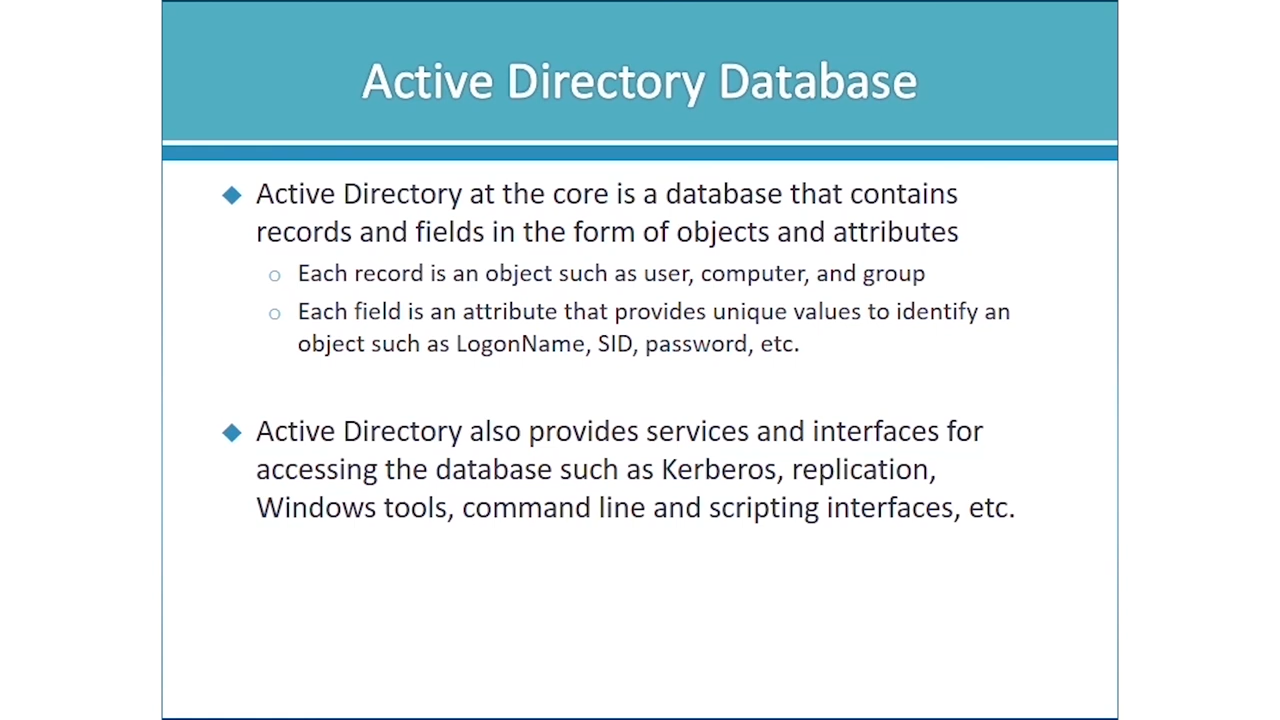 Active Directory Database
Active Directory at the core is a database that contains
records and fields in the form of objects and attributes
Each record is an object such as user, computer, and group
Each field is an attribute that provides unique values to identify an
object such as LogonName, SID, password, etc.
Active Directory also provides services and interfaces for
accessing the database such as Kerberos, replication,
Windows tools, command line and scripting interfaces, etc.